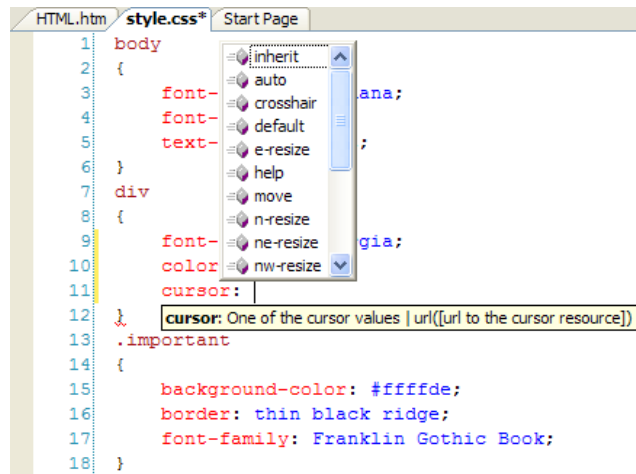 HTML.htm style.css* Start Page
1 body
2 {
3 font- ana;
4 font-
5 text- ;
6 }
7 div
8 {
9 font- gia;
10 color
11 cursor:
12 }
13 .important
14 {
15 background-color: #ffffde;
16 border: thin black ridge;
17 font-family: Franklin Gothic Book;
18 }
inherit
auto
crosshair
default
e-resize
help
move
n-resize
ne-resize
nw-resize
cursor: One of the cursor values | url([url to the cursor resource])